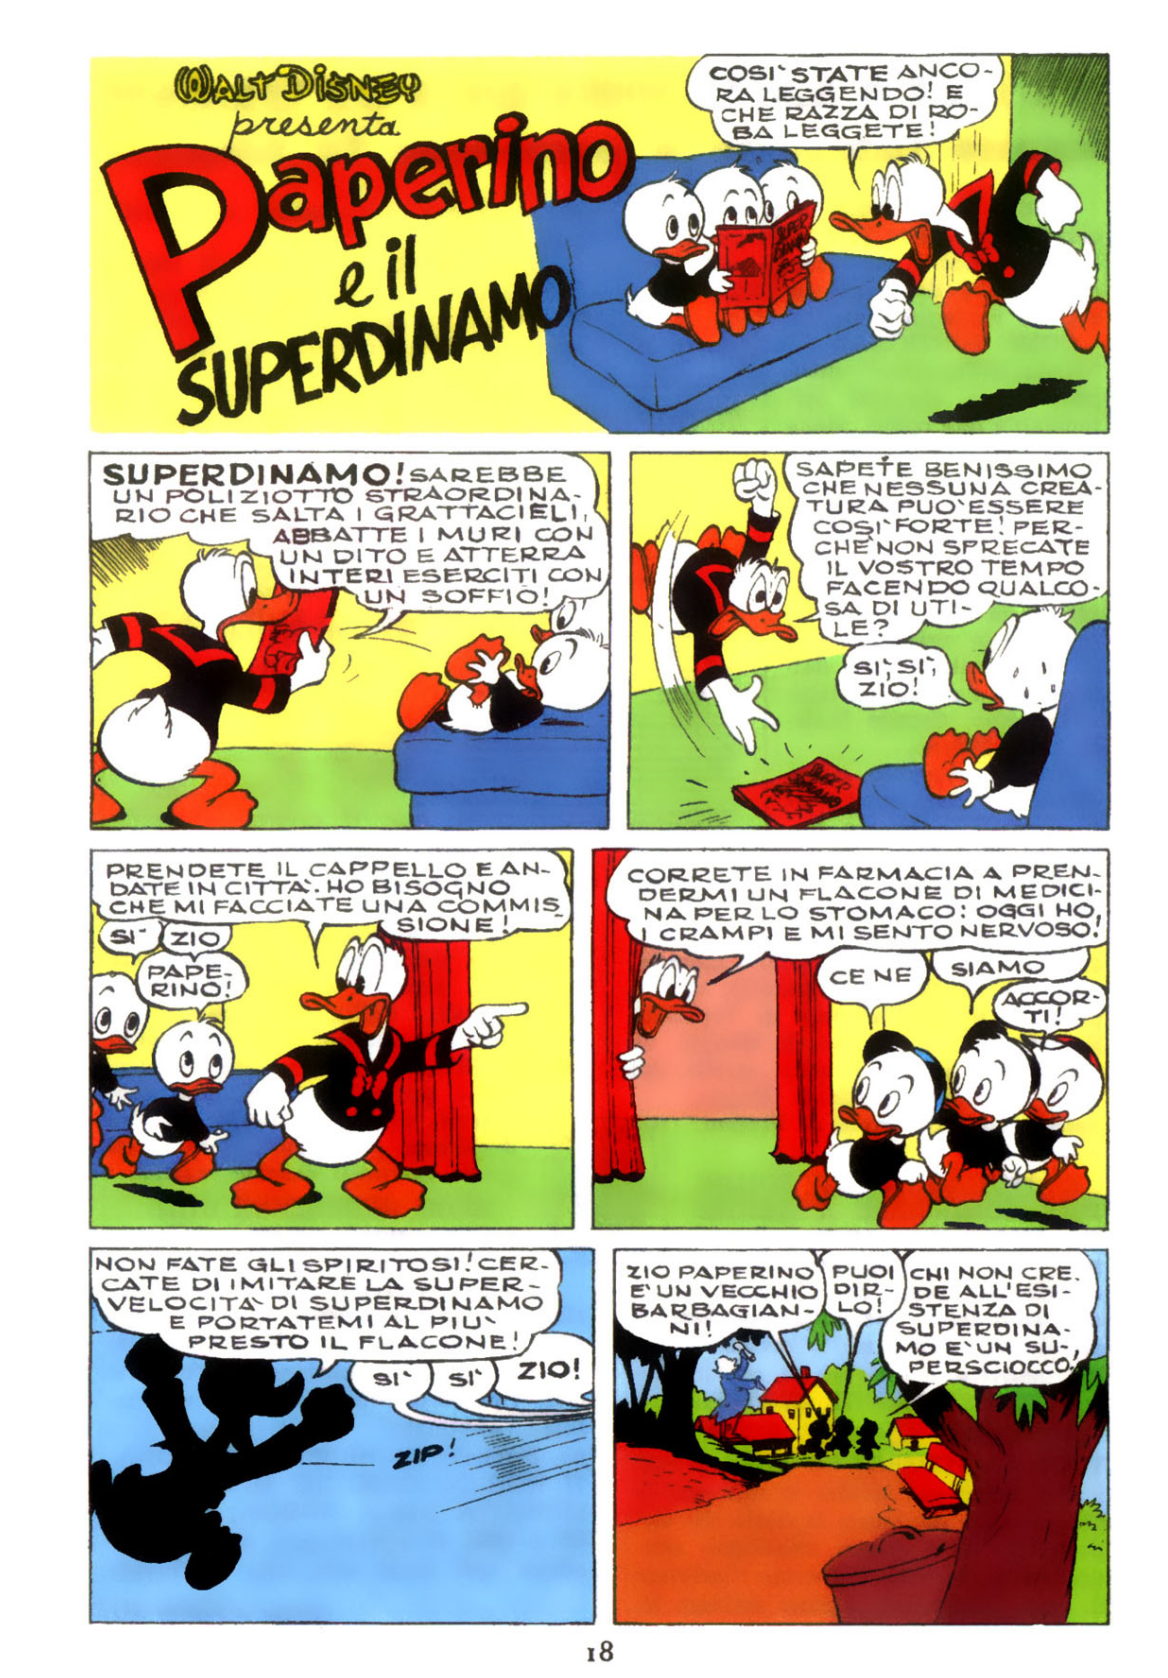 WALT DISNEY
presenta
Paperino
e il
SUPERDINAMO
COSI` STATE ANCO-
RA LEGGENDO! E
CHE RAZZA DI RO-
BA LEGGETE!
SUPER
DINAMO
SUPERDINAMO! SAREBBE
UN POLIZIOTTO STRAORDINA-
RIO CHE SALTA I GRATTACIELI,
ABBATTE I MURI CON
UN DITO E ATTERRA
INTERI ESERCITI CON
UN SOFFIO!
SAPETE BENISSIMO
CHE NESSUNA CREA-
TURA PUO` ESSERE
COSI` FORTE! PER-
CHE` NON SPRECATE
IL VOSTRO TEMPO
FACENDO QUALCO-
SA DI UTI-
LE?
SI`, SI`,
ZIO!
SUPER
DINAMO
PRENDETE IL CAPPELLO E AN-
DATE IN CITTA`. HO BISOGNO
CHE MI FACCIATE UNA COMMIS
SIONE!
SI`
ZIO
PAPE-
RINO!
CORRETE IN FARMACIA A PREN-
DERMI UN FLACONE DI MEDICI-
NA PER LO STOMACO: OGGI HO,
I CRAMPI E MI SENTO NERVOSO!
CE NE
SIAMO
ACCOR-
TI!
NON FATE GLI SPIRITOSI! CER-
CATE DI IMITARE LA SUPER-
VELOCITA` DI SUPERDINAMO
E PORTATEMI AL PIU`
PRESTO IL FLACONE!
SI`
SI`
ZIO!
ZIP!
ZIO PAPERINO
E` UN VECCHIO
BARBAGIAN-
NI!
PUOI
DIR-
LO!
CHI NON CRE.
DE ALL'ESI-
STENZA DI
SUPERDINA-
MO E` UN SU-
PERSCIOCCO.
18